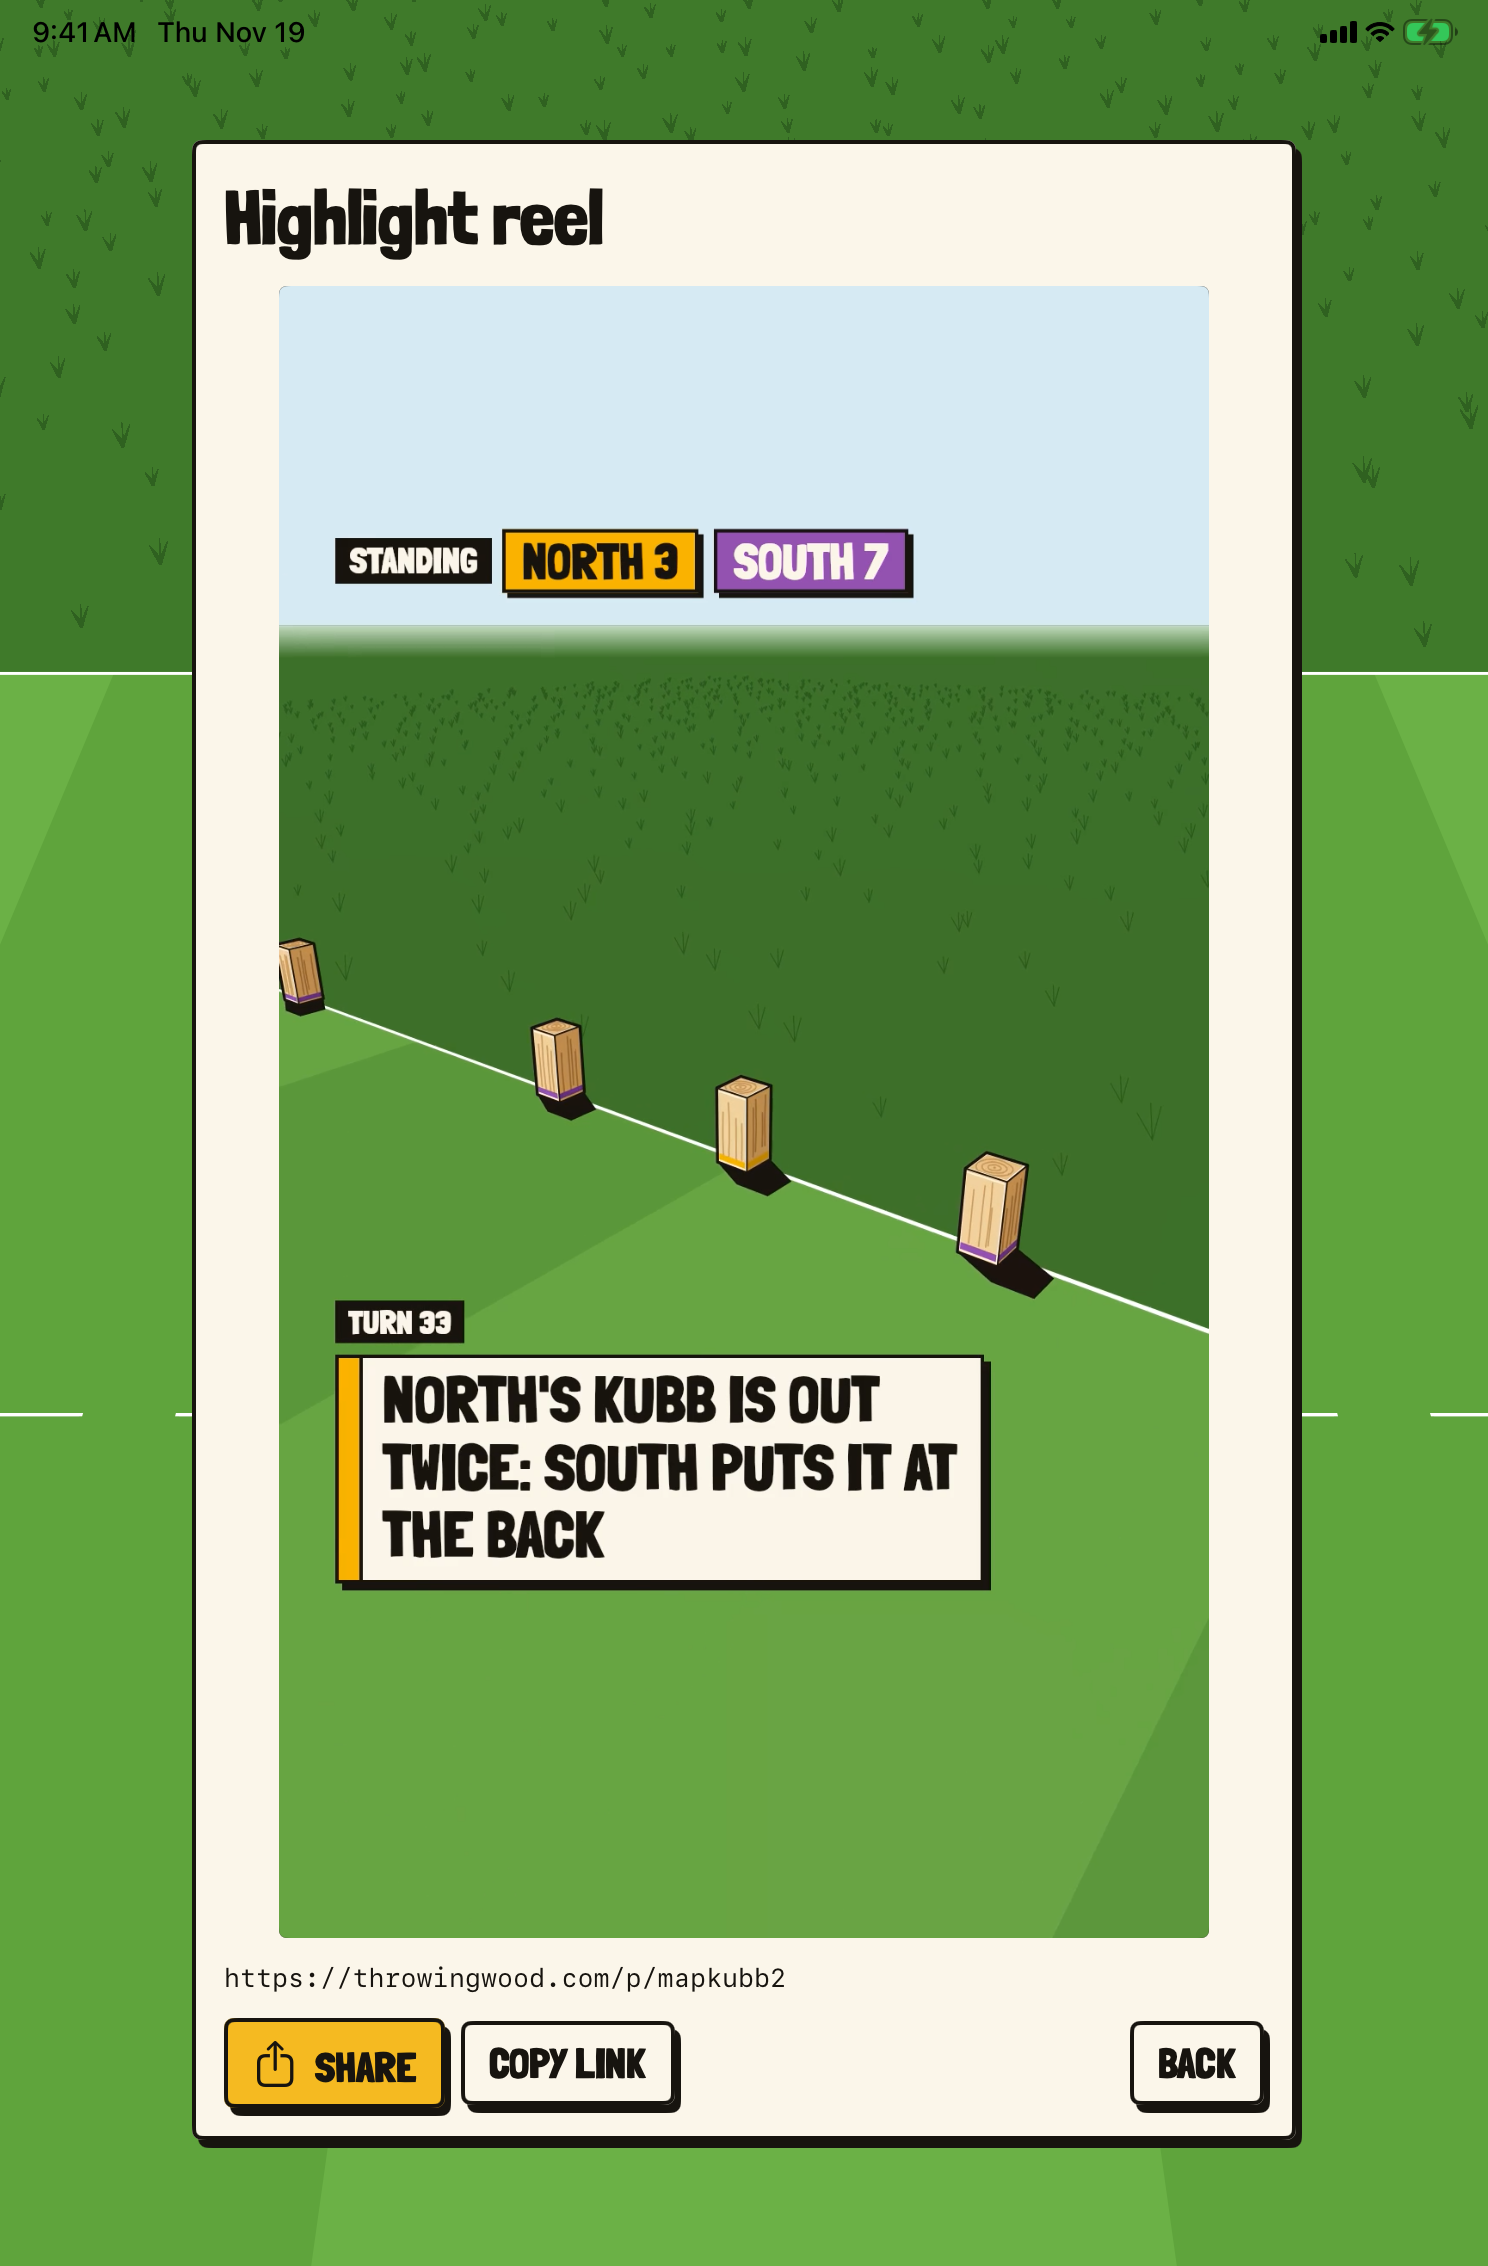 9:41 AM Thu Nov 19
Highlight reel
STANDING NORTH 3 SOUTH 7
TURN 33
NORTH'S KUBB IS OUT
TWICE: SOUTH PUTS IT AT
THE BACK
https://throwingwood.com/p/mapkubb2
SHARE COPY LINK BACK